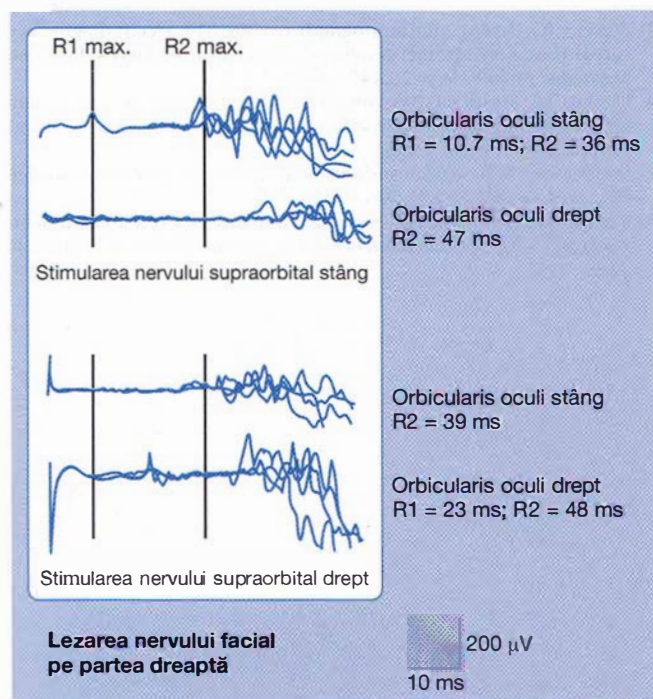 R1 max. R2 max.
Orbicularis oculi stâng
R1 = 10.7 ms; R2 = 36 ms
Orbicularis oculi drept
R2 = 47 ms
Stimularea nervului supraorbital stâng
Orbicularis oculi stâng
R2 = 39 ms
Orbicularis oculi drept
R1 = 23 ms; R2 = 48 ms
Stimularea nervului supraorbital drept
Lezarea nervului facial
pe partea dreaptă
200 μV
10 ms